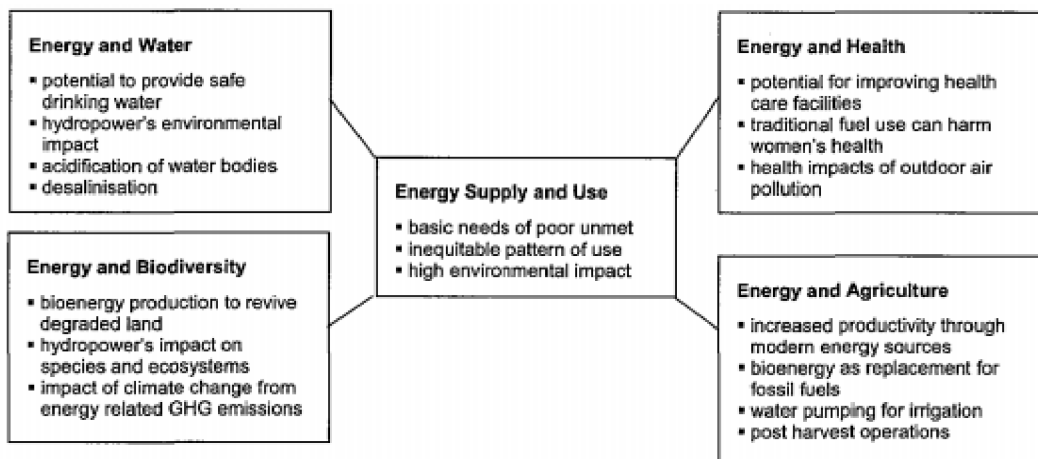 Energy and Water
▪ potential to provide safe
drinking water
▪ hydropower's environmental
impact
▪ acidification of water bodies
▪ desalinisation
Energy and Biodiversity
▪ bioenergy production to revive
degraded land
▪ hydropower's impact on
species and ecosystems
▪ impact of climate change from
energy related GHG emissions
Energy Supply and Use
▪ basic needs of poor unmet
▪ inequitable pattern of use
▪ high environmental impact
Energy and Health
▪ potential for improving health
care facilities
▪ traditional fuel use can harm
women's health
▪ health impacts of outdoor air
pollution
Energy and Agriculture
▪ increased productivity through
modern energy sources
▪ bioenergy as replacement for
fossil fuels
▪ water pumping for irrigation
▪ post harvest operations